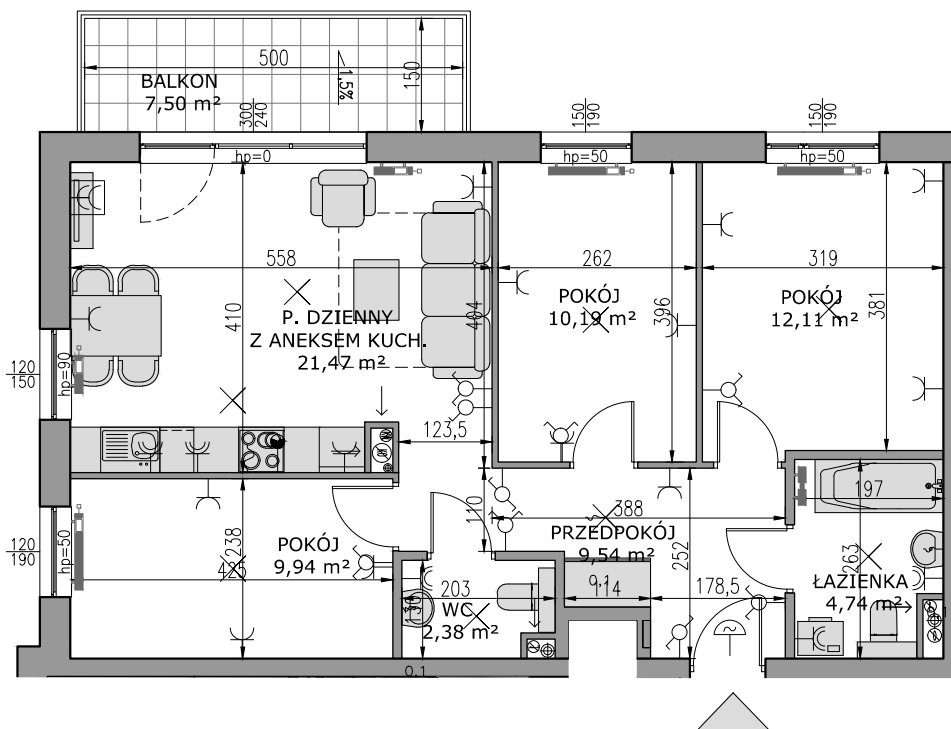 500
150
1,5%
BALKON
7,50 m²
300
240
150
190
150
190
hp=0
hp=50
hp=50
558
262
319
410
404
396
381
P. DZIENNY
Z ANEKSEM KUCH.
21,47 m²
POKÓJ
10,19 m²
POKÓJ
12,11 m²
120
150
hp=90
123,5
110
388
197
PRZEDPOKÓJ
9,54 m²
252
263
120
190
hp=50
238
425
POKÓJ
9,94 m²
203
WC
2,38 m²
0,1
114
178,5
ŁAZIENKA
4,74 m²
0,1